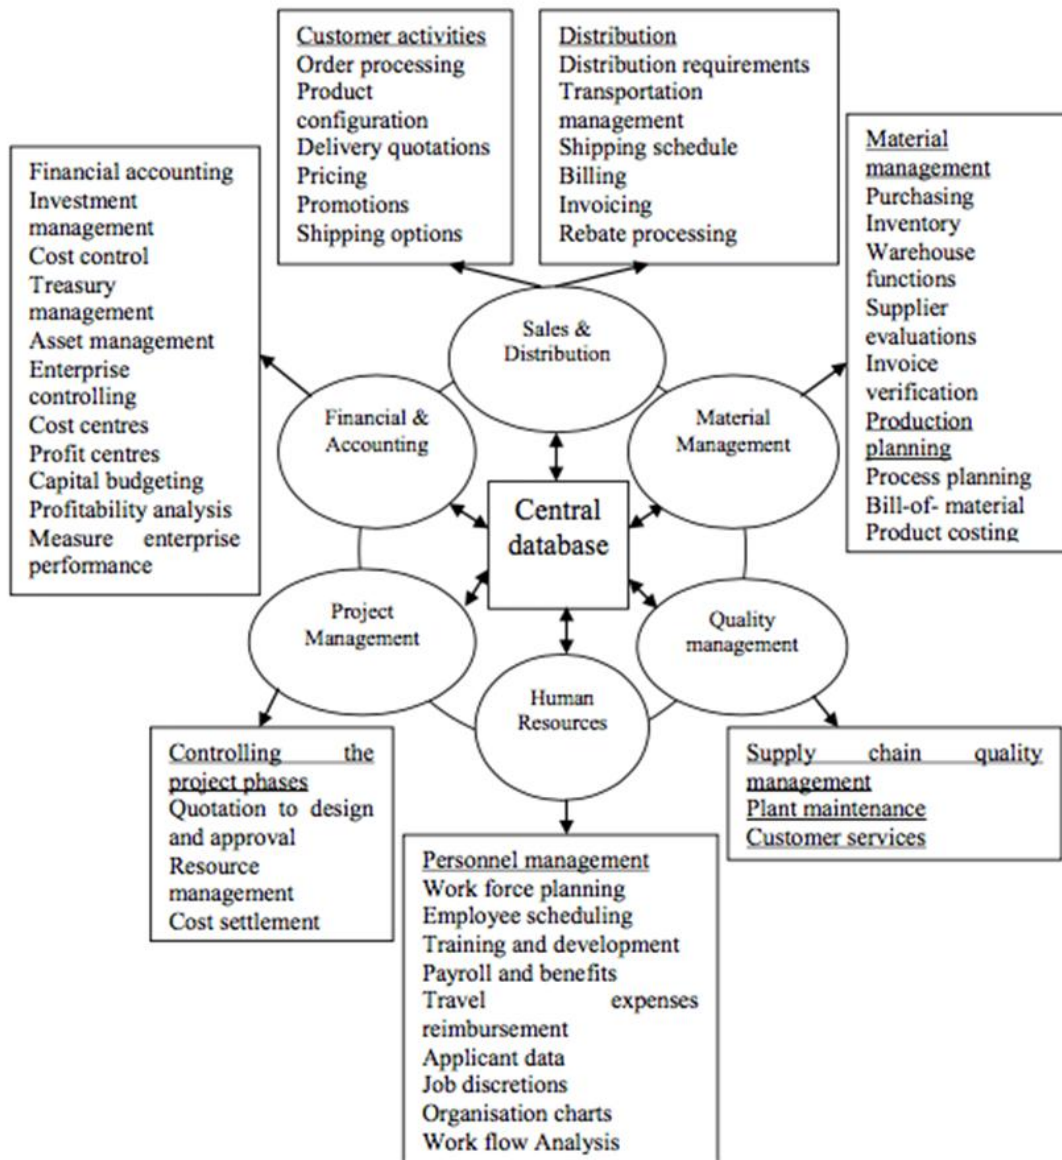 Customer activities
Order processing
Product
configuration
Delivery quotations
Pricing
Promotions
Shipping options
Distribution
Distribution requirements
Transportation
management
Shipping schedule
Billing
Invoicing
Rebate processing
Material
management
Purchasing
Inventory
Warehouse
functions
Supplier
evaluations
Invoice
verification
Production
planning
Process planning
Bill-of- material
Product costing
Financial accounting
Investment
management
Cost control
Treasury
management
Asset management
Enterprise
controlling
Cost centres
Profit centres
Capital budgeting
Profitability analysis
Measure enterprise
performance
Sales &
Distribution
Financial &
Accounting
Material
Management
Central
database
Project
Management
Quality
management
Human
Resources
Controlling the
project phases
Quotation to design
and approval
Resource
management
Cost settlement
Supply chain quality
management
Plant maintenance
Customer services
Personnel management
Work force planning
Employee scheduling
Training and development
Payroll and benefits
Travel expenses
reimbursement
Applicant data
Job discretions
Organisation charts
Work flow Analysis